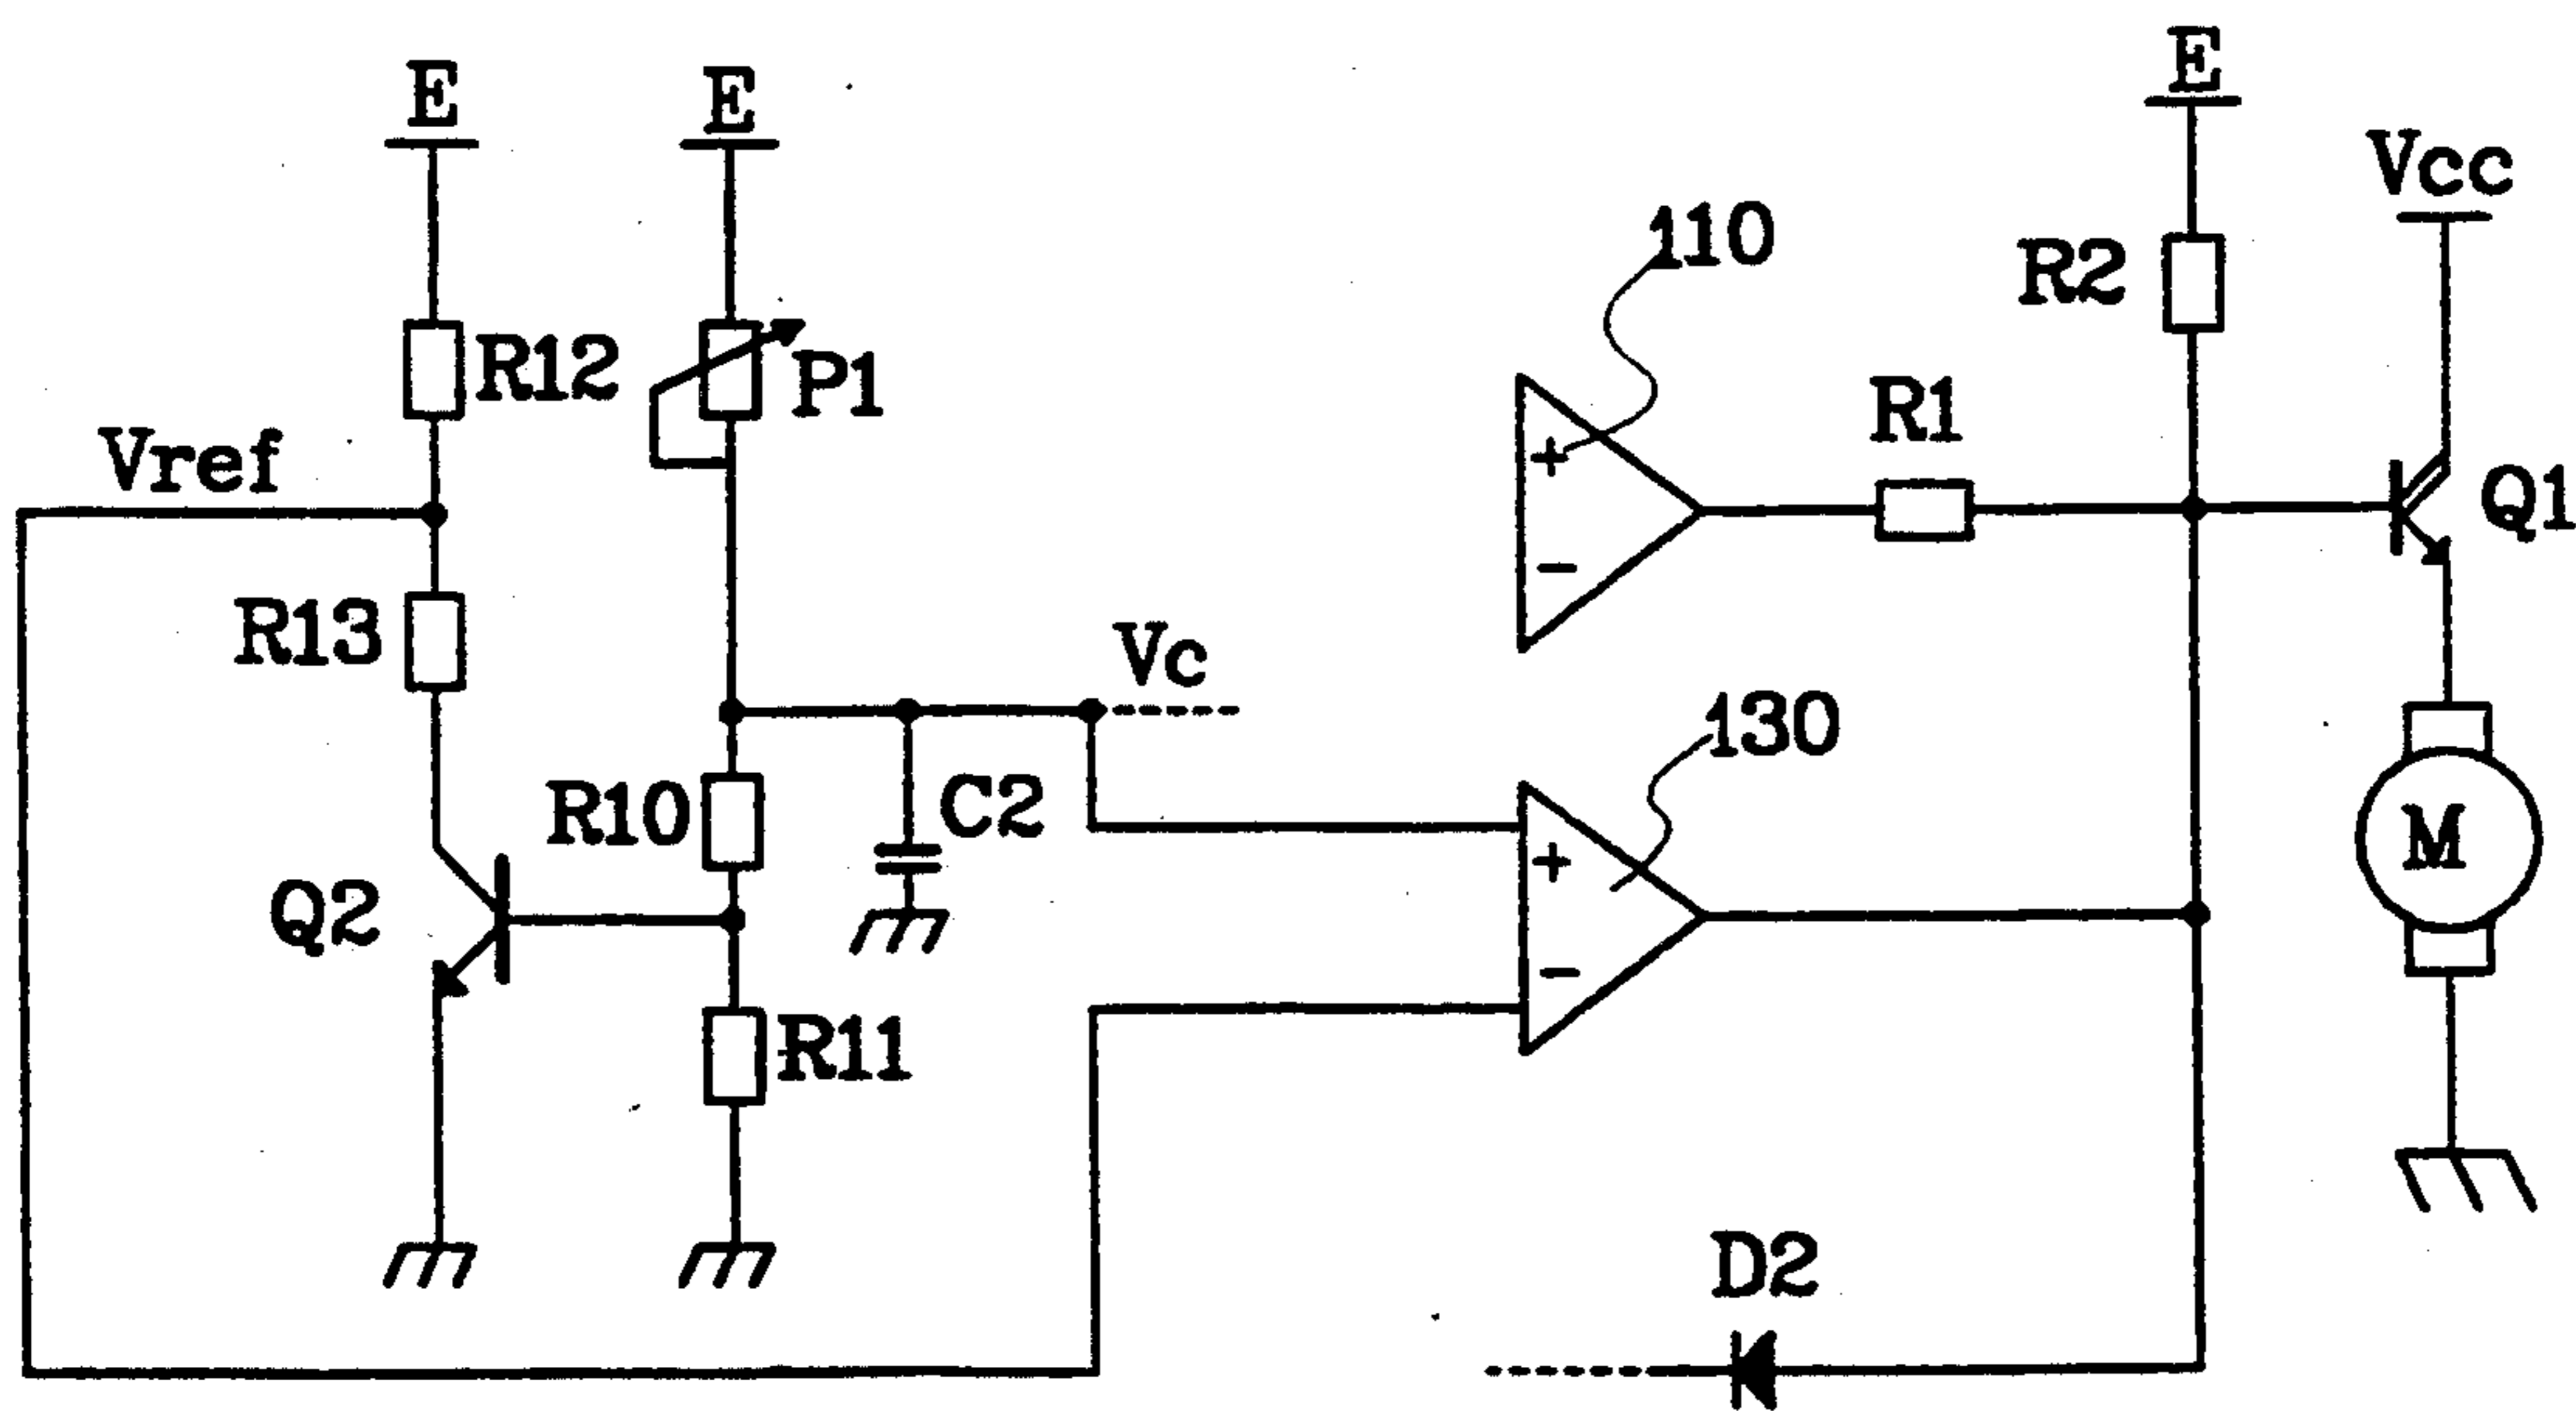 E
E
E
Vcc
110
R2
R12
P1
R1
Vref
+
Q1
-
R13
Vc
130
R10
C2
M
+
Q2
-
R11
D2